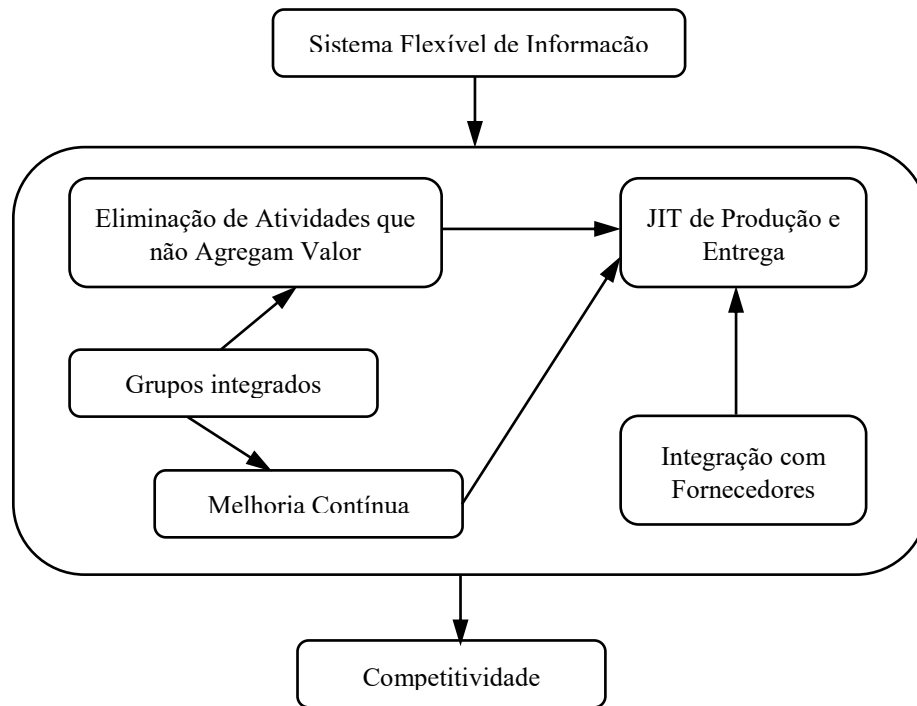 Sistema Flexível de Informação
Eliminação de Atividades que
não Agregam Valor
JIT de Produção e
Entrega
Grupos integrados
Integração com
Fornecedores
Melhoria Contínua
Competitividade